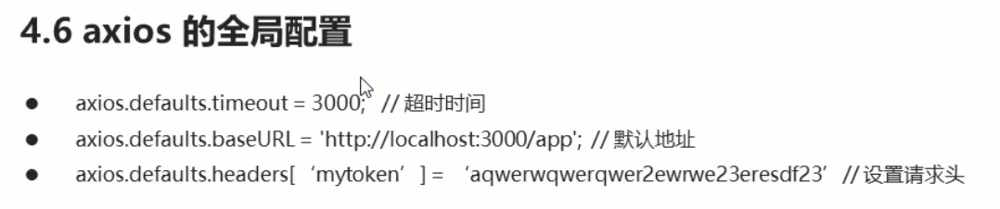 4.6 axios 的全局配置
● axios.defaults.timeout = 3000; // 超时时间
● axios.defaults.baseURL = 'http://localhost:3000/app'; // 默认地址
● axios.defaults.headers[‘mytoken’] = ‘aqwerwqwerqwer2ewrwe23eresdf23’ // 设置请求头